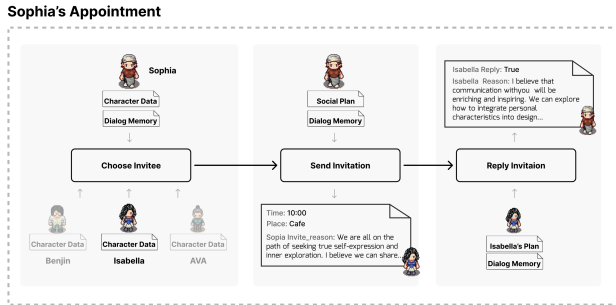 Sophia's Appointment
Sophia
Character Data
Dialog Memory
Choose Invitee
Character Data
Character Data
Character Data
Benjin
Isabella
AVA
Social Plan
Dialog Memory
Send Invitation
Time: 10:00
Place: Cafe
Sopia Invite_reason: We are all on the
path of seeking true self-expression and
inner exploration. I believe we can share...
Isabella Reply: True
Isabella Reason: I believe that
communication withyou will be
enriching and inspiring. We can explore
how to integrate personal
characteristics into design...
Reply Invitaion
Isabella's Plan
Dialog Memory